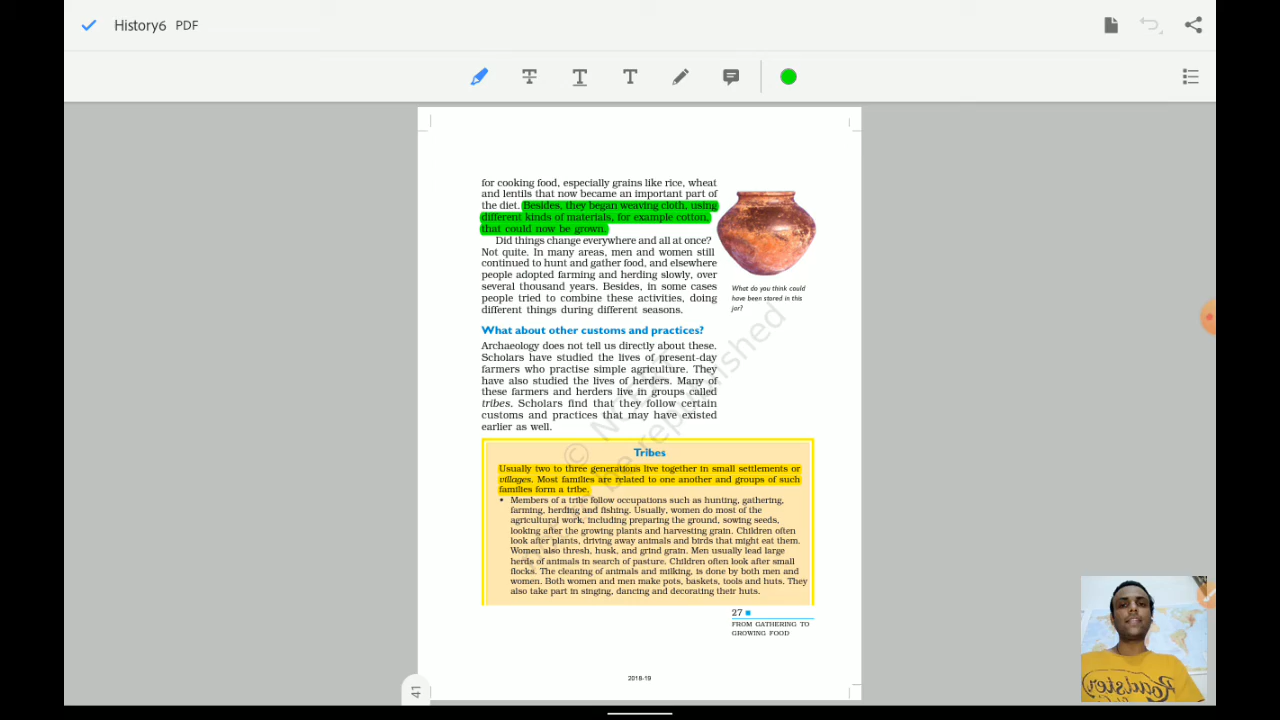 History6 PDF
for cooking food, especially grains like rice, wheat
and lentils that now became an important part of
the diet. Besides, they began weaving cloth, using
different kinds of materials, for example cotton,
that could now be grown.
Did things change everywhere and all at once?
Not quite. In many areas, men and women still
continued to hunt and gather food, and elsewhere
people adopted farming and herding slowly, over
several thousand years. Besides, in some cases
people tried to combine these activities, doing
different things during different seasons.
What do you think could
have been stored in this
jar?
What about other customs and practices?
Archaeology does not tell us directly about these.
Scholars have studied the lives of present-day
farmers who practise simple agriculture. They
have also studied the lives of herders. Many of
these farmers and herders live in groups called
tribes. Scholars find that they follow certain
customs and practices that may have existed
earlier as well.
Tribes
Usually two to three generations live together in small settlements or
villages. Most families are related to one another and groups of such
families form a tribe.
• Members of a tribe follow occupations such as hunting, gathering,
farming, herding and fishing. Usually, women do most of the
agricultural work, including preparing the ground, sowing seeds,
looking after the growing plants and harvesting grain. Children often
look after plants, driving away animals and birds that might eat them.
Women also thresh, husk, and grind grain. Men usually lead large
herds of animals in search of pasture. Children often look after small
flocks. The cleaning of animals and milking, is done by both men and
women. Both women and men make pots, baskets, tools and huts. They
also take part in singing, dancing and decorating their huts.
27 ■
FROM GATHERING TO
GROWING FOOD
2018-19
41
Roadster